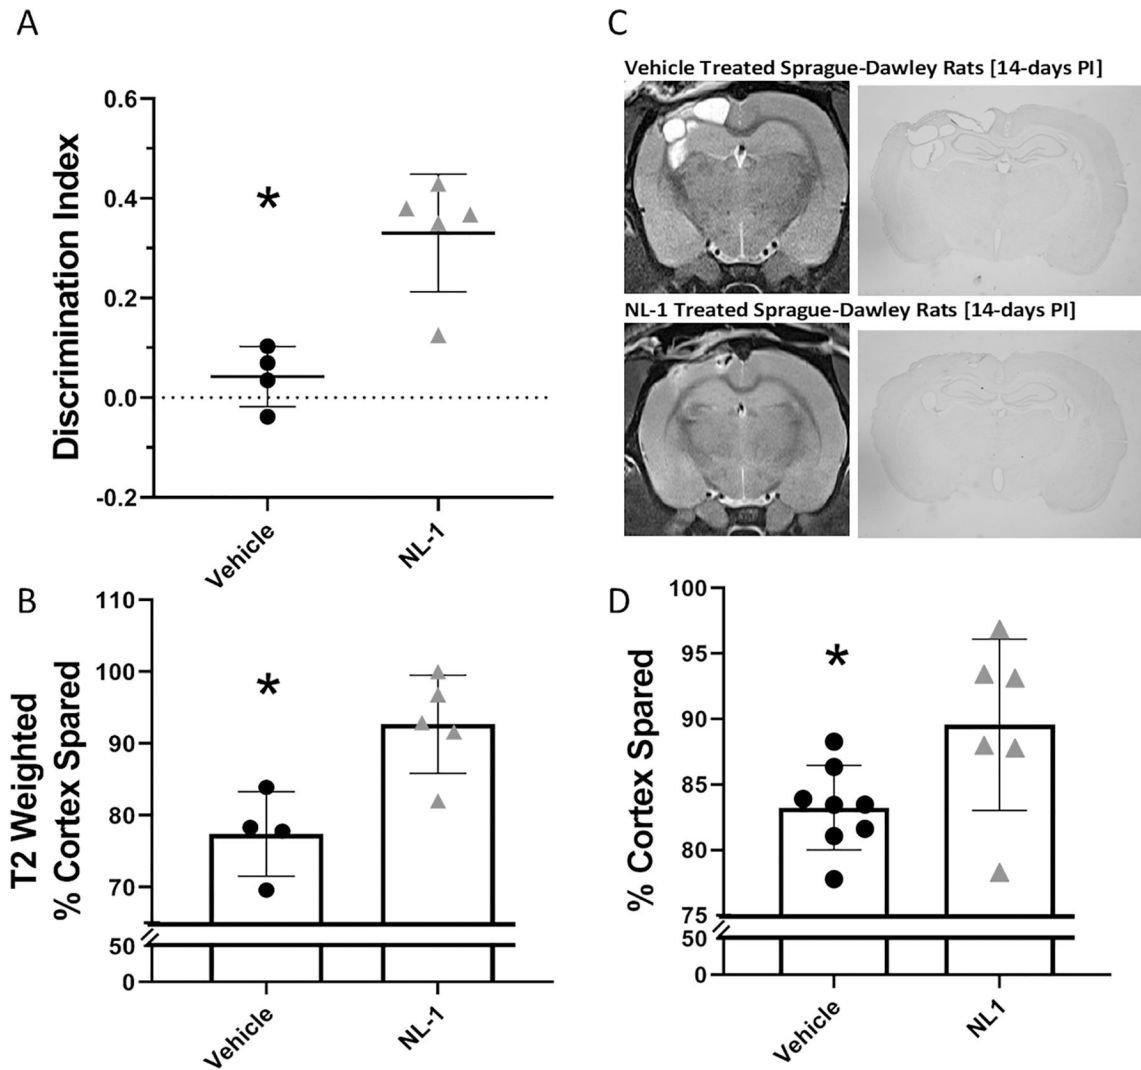 A
Discrimination Index
0.6
0.4
0.2
0.0
-0.2
*
Vehicle
NL-1
C
Vehicle Treated Sprague-Dawley Rats [14-days PI]
NL-1 Treated Sprague-Dawley Rats [14-days PI]
B
T2 Weighted
% Cortex Spared
110
100
90
80
70
50
0
*
Vehicle
NL-1
D
% Cortex Spared
100
95
90
85
80
75
50
0
*
Vehicle
NL1